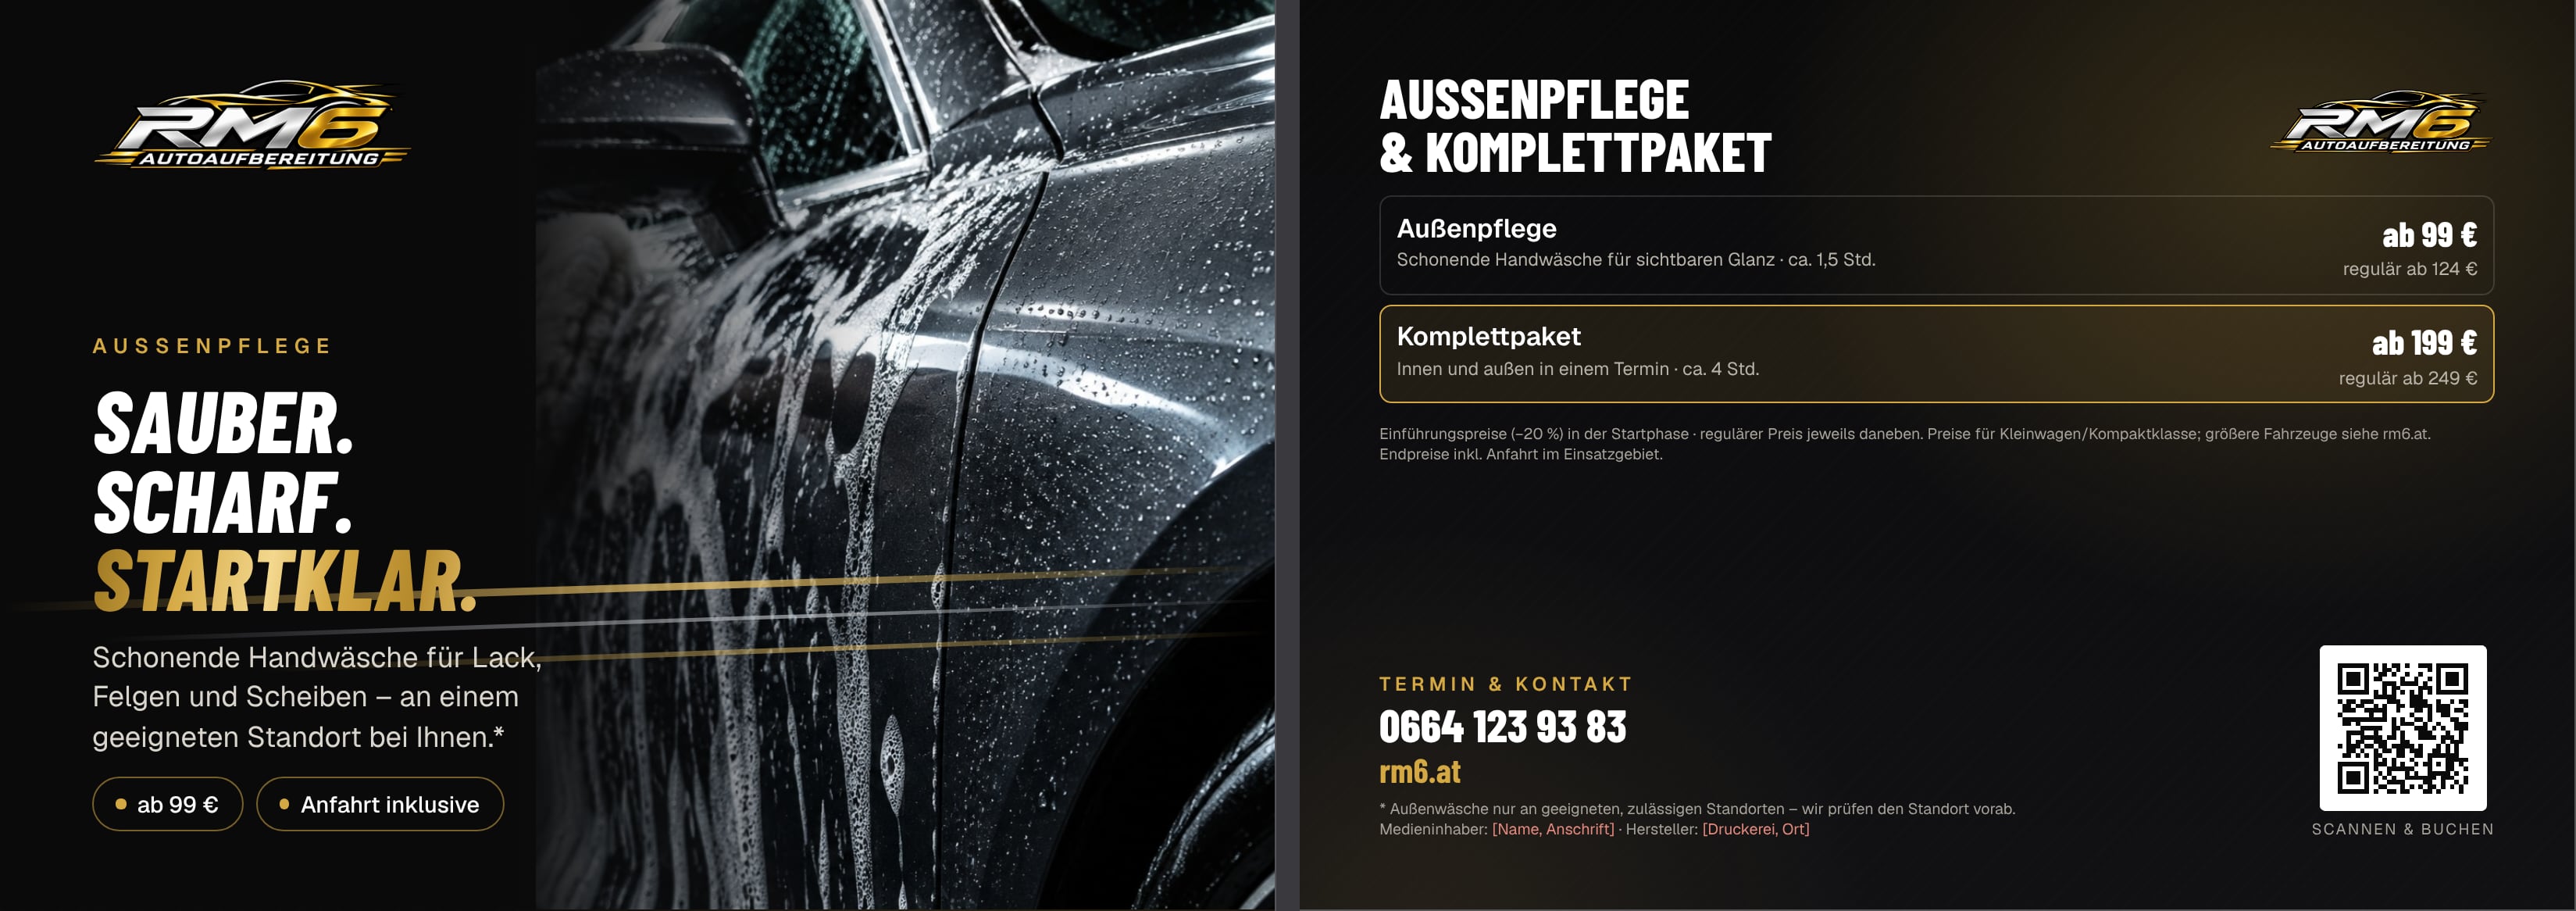 RM6
AUTOAUFBEREITUNG
AUSSENPFLEGE
SAUBER.
SCHARF.
STARTKLAR.
Schonende Handwäsche für Lack,
Felgen und Scheiben – an einem
geeigneten Standort bei Ihnen.*
ab 99 €
Anfahrt inklusive
AUSSENPFLEGE
& KOMPLETTPAKET
RM6
AUTOAUFBEREITUNG
Außenpflege
Schonende Handwäsche für sichtbaren Glanz · ca. 1,5 Std.
ab 99 €
regulär ab 124 €
Komplettpaket
Innen und außen in einem Termin · ca. 4 Std.
ab 199 €
regulär ab 249 €
Einführungspreise (–20 %) in der Startphase · regulärer Preis jeweils daneben. Preise für Kleinwagen/Kompaktklasse; größere Fahrzeuge siehe rm6.at.
Endpreise inkl. Anfahrt im Einsatzgebiet.
TERMIN & KONTAKT
0664 123 93 83
rm6.at
* Außenwäsche nur an geeigneten, zulässigen Standorten – wir prüfen den Standort vorab.
Medieninhaber: [Name, Anschrift] · Hersteller: [Druckerei, Ort]
SCANNEN & BUCHEN